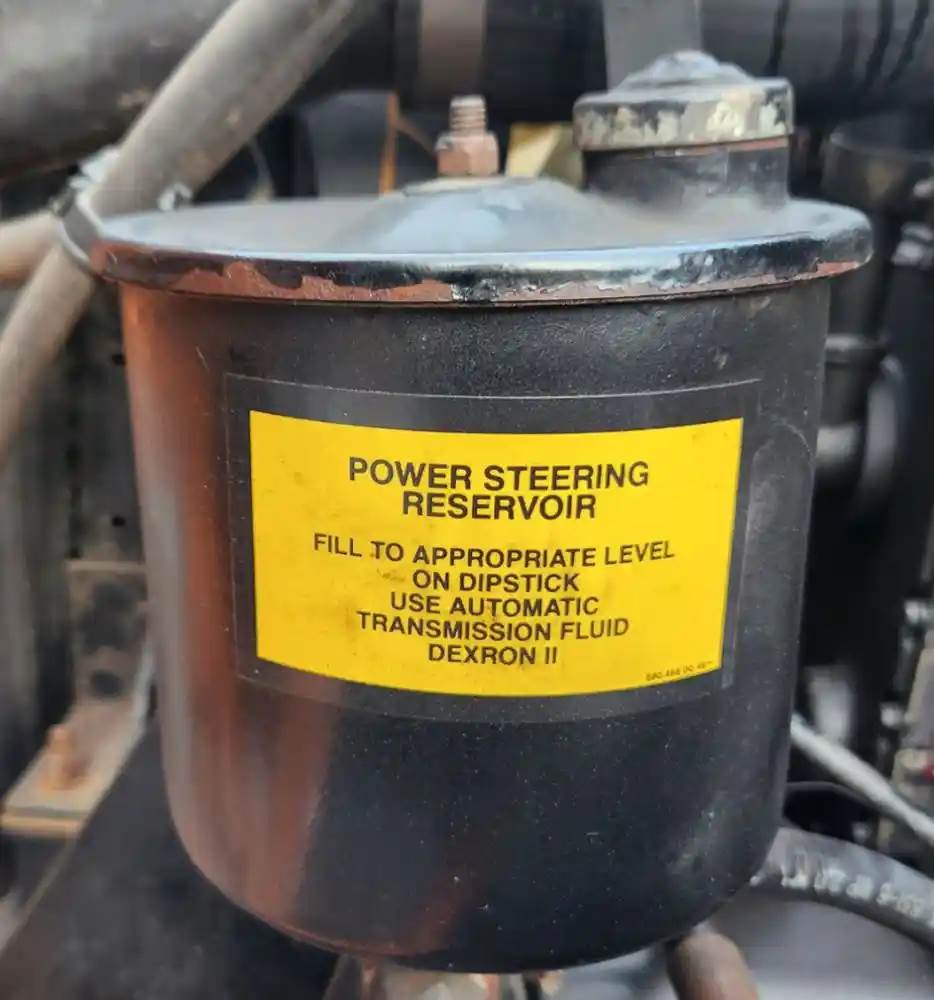 POWER STEERING
RESERVOIR
FILL TO APPROPRIATE LEVEL
ON DIPSTICK
USE AUTOMATIC
TRANSMISSION FLUID
DEXRON II